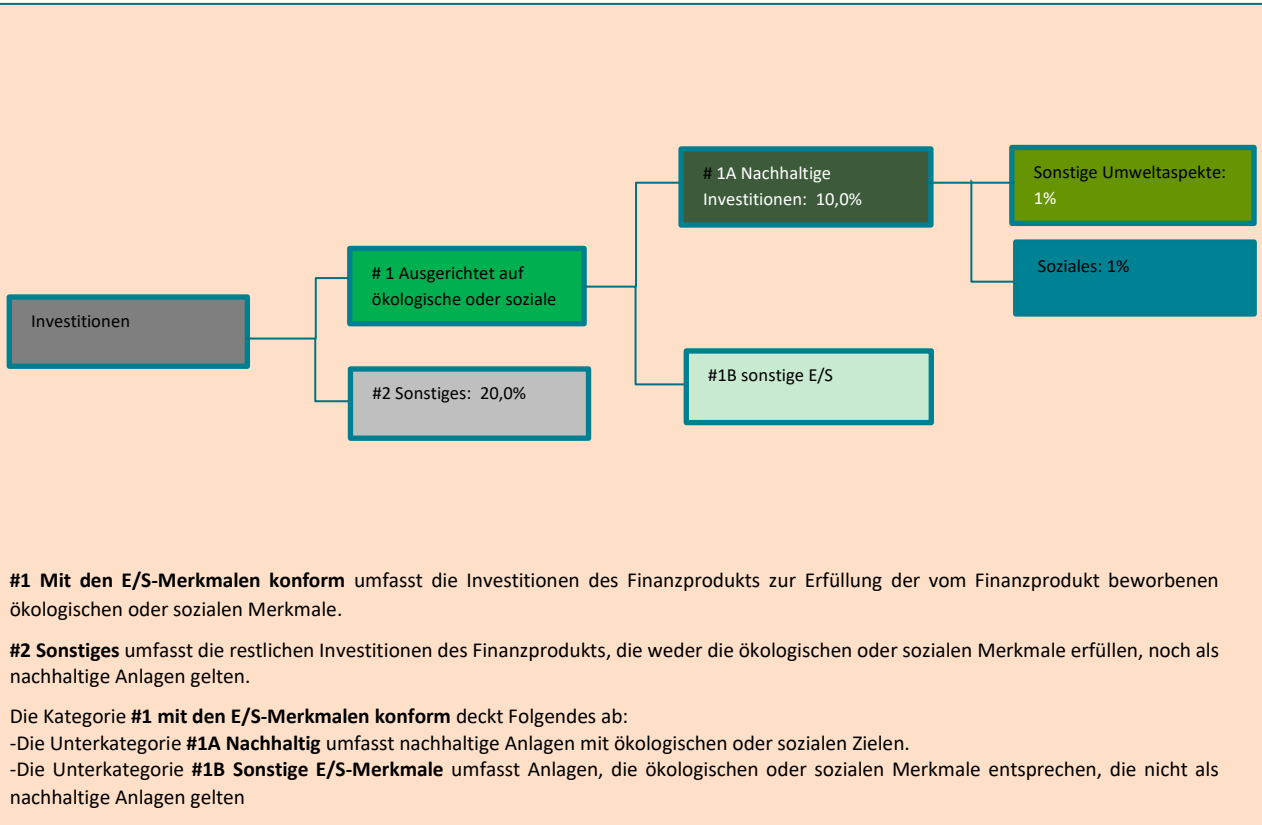 # 1A Nachhaltige
Investitionen: 10,0%
Sonstige Umweltaspekte:
1%
Soziales: 1%
# 1 Ausgerichtet auf
ökologische oder soziale
Investitionen
#2 Sonstiges: 20,0%
#1B sonstige E/S
#1 Mit den E/S-Merkmalen konform umfasst die Investitionen des Finanzprodukts zur Erfüllung der vom Finanzprodukt beworbenen
ökologischen oder sozialen Merkmale.
#2 Sonstiges umfasst die restlichen Investitionen des Finanzprodukts, die weder die ökologischen oder sozialen Merkmale erfüllen, noch als
nachhaltige Anlagen gelten.
Die Kategorie #1 mit den E/S-Merkmalen konform deckt Folgendes ab:
-Die Unterkategorie #1A Nachhaltig umfasst nachhaltige Anlagen mit ökologischen oder sozialen Zielen.
-Die Unterkategorie #1B Sonstige E/S-Merkmale umfasst Anlagen, die ökologischen oder sozialen Merkmale entsprechen, die nicht als
nachhaltige Anlagen gelten